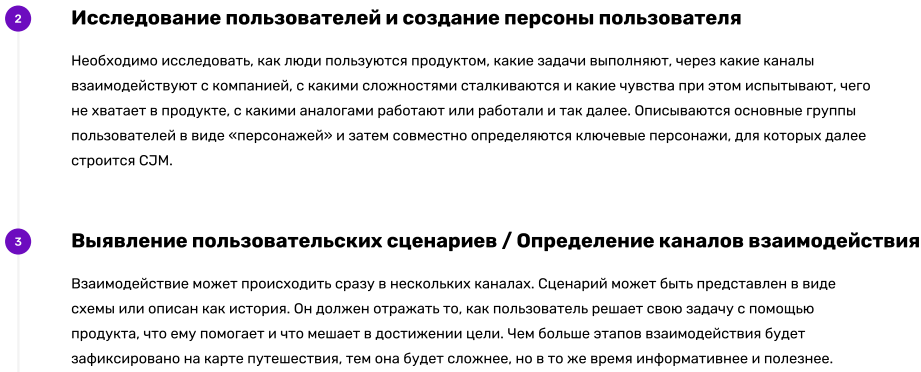 2
Исследование пользователей и создание персоны пользователя
Необходимо исследовать, как люди пользуются продуктом, какие задачи выполняют, через какие каналы
взаимодействуют с компанией, с какими сложностями сталкиваются и какие чувства при этом испытывают, чего
не хватает в продукте, с какими аналогами работают или работали и так далее. Описываются основные группы
пользователей в виде «персонажей» и затем совместно определяются ключевые персонажи, для которых далее
строится CJM.
3
Выявление пользовательских сценариев / Определение каналов взаимодействия
Взаимодействие может происходить сразу в нескольких каналах. Сценарий может быть представлен в виде
схемы или описан как история. Он должен отражать то, как пользователь решает свою задачу с помощью
продукта, что ему помогает и что мешает в достижении цели. Чем больше этапов взаимодействия будет
зафиксировано на карте путешествия, тем она будет сложнее, но в то же время информативнее и полезнее.